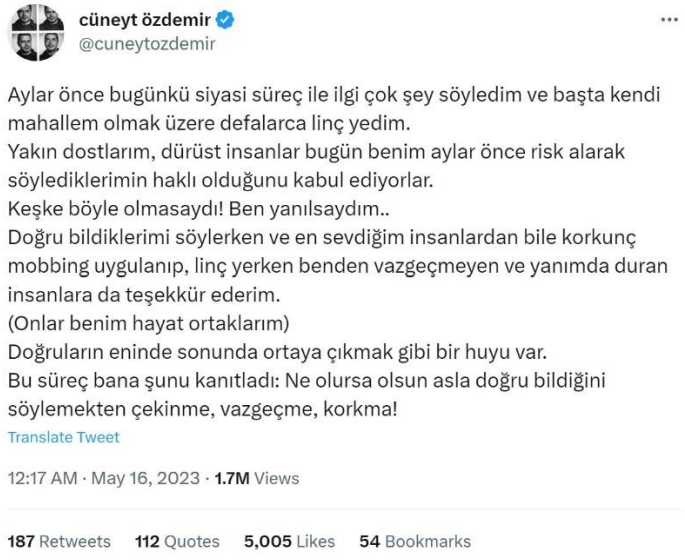 cüneyt özdemir
@cuneytozdemir
Aylar önce bugünkü siyasi süreç ile ilgi çok şey söyledim ve başta kendi
mahallem olmak üzere defalarca linç yedim.
Yakın dostlarım, dürüst insanlar bugün benim aylar önce risk alarak
söylediklerimin haklı olduğunu kabul ediyorlar.
Keşke böyle olmasaydı! Ben yanılsaydım..
Doğru bildiklerimi söylerken ve en sevdiğim insanlardan bile korkunç
mobbing uygulanıp, linç yerken benden vazgeçmeyen ve yanımda duran
insanlara da teşekkür ederim.
(Onlar benim hayat ortaklarım)
Doğruların eninde sonunda ortaya çıkmak gibi bir huyu var.
Bu süreç bana şunu kanıtladı: Ne olursa olsun asla doğru bildiğini
söylemekten çekinme, vazgeçme, korkma!
Translate Tweet
12:17 AM · May 16, 2023 · 1.7M Views
187 Retweets 112 Quotes 5,005 Likes 54 Bookmarks